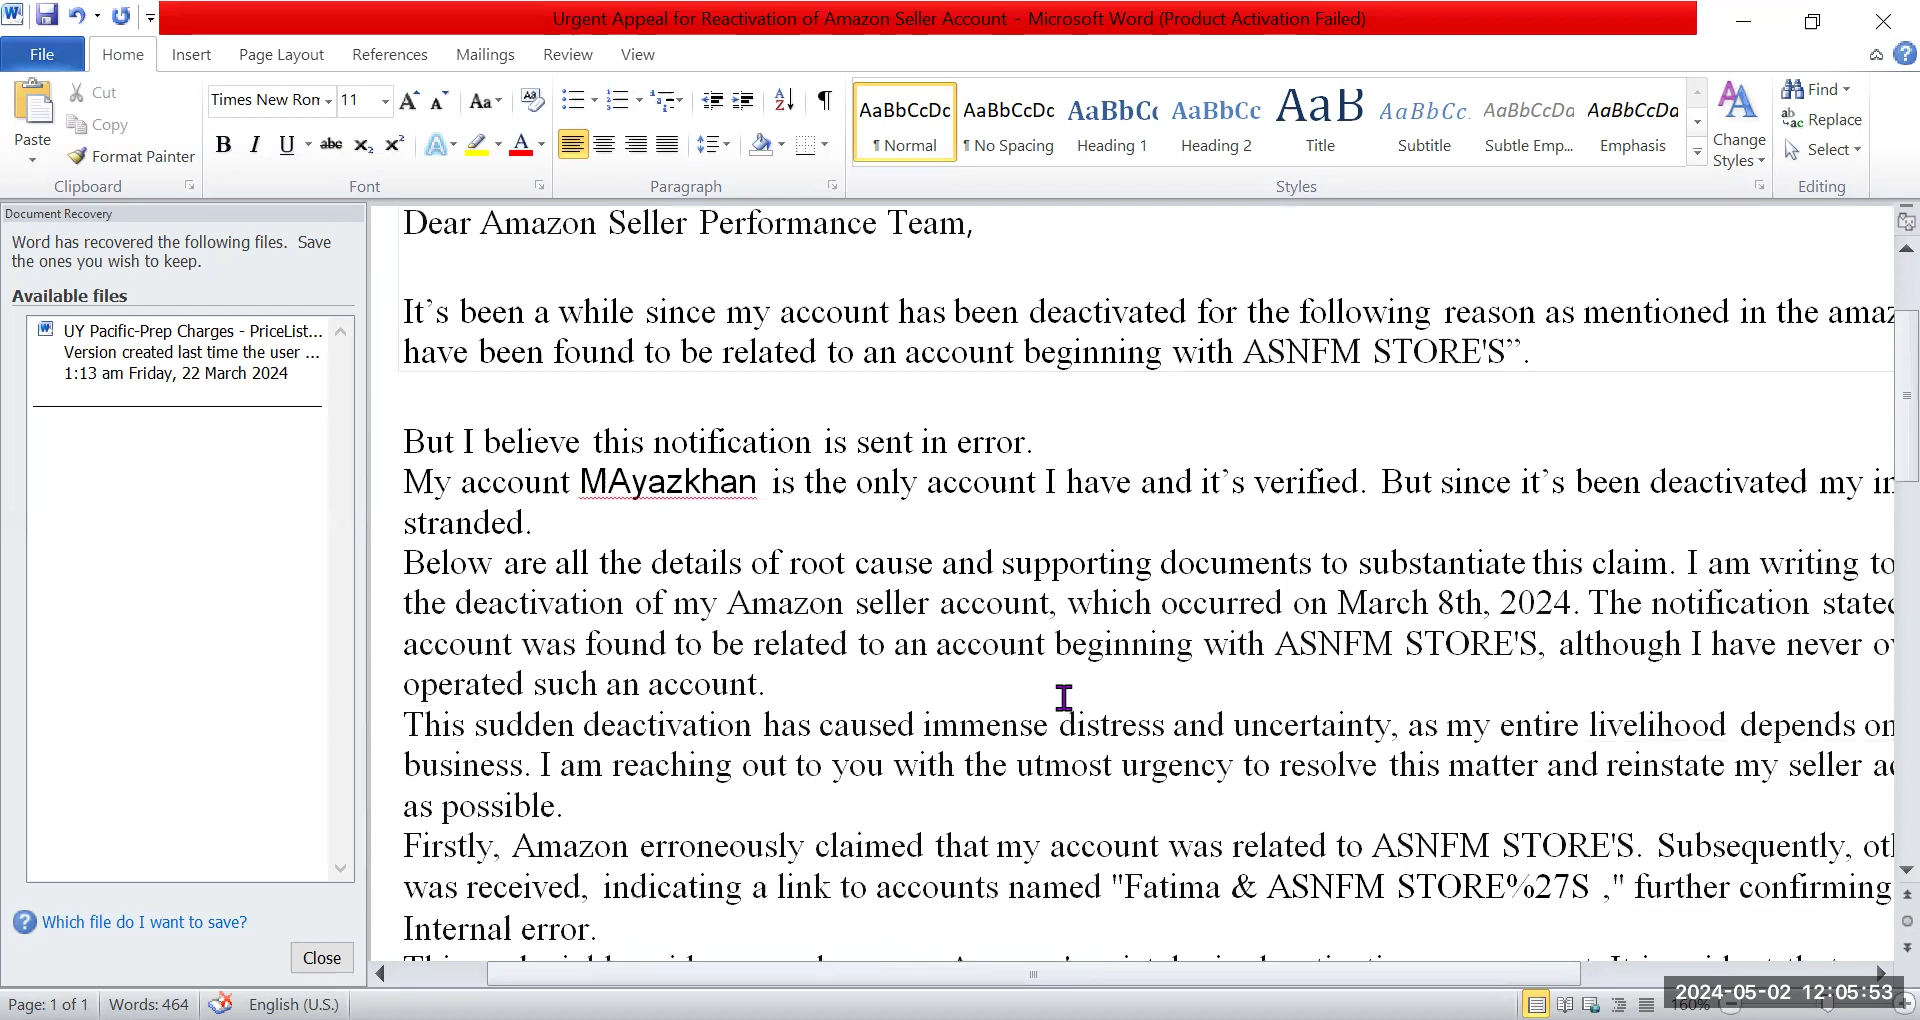 Urgent Appeal for Reactivation of Amazon Seller Account - Microsoft Word (Product Activation Failed)
File Home Insert Page Layout References Mailings Review View
Paste
Cut
Copy
Format Painter
Clipboard
Times New Ron 11
Font
Paragraph
AaBbCcDc AaBbCcDc AaBbC AaBbCc AaB AaBbCc. AaBbCcDa AaBbCcDa
¶ Normal ¶ No Spacing Heading 1 Heading 2 Title Subtitle Subtle Emp... Emphasis
Change
Styles
Styles
Find
Replace
Select
Editing
Document Recovery
Word has recovered the following files. Save
the ones you wish to keep.
Available files
UY Pacific-Prep Charges - PriceList...
Version created last time the user ...
1:13 am Friday, 22 March 2024
Which file do I want to save?
Close
Dear Amazon Seller Performance Team,
It’s been a while since my account has been deactivated for the following reason as mentioned in the amaz
have been found to be related to an account beginning with ASNFM STORE'S”.
But I believe this notification is sent in error.
My account MAyazkhan is the only account I have and it’s verified. But since it’s been deactivated my in
stranded.
Below are all the details of root cause and supporting documents to substantiate this claim. I am writing to
the deactivation of my Amazon seller account, which occurred on March 8th, 2024. The notification stated
account was found to be related to an account beginning with ASNFM STORE'S, although I have never ow
operated such an account.
This sudden deactivation has caused immense distress and uncertainty, as my entire livelihood depends on
business. I am reaching out to you with the utmost urgency to resolve this matter and reinstate my seller ac
as possible.
Firstly, Amazon erroneously claimed that my account was related to ASNFM STORE'S. Subsequently, oth
was received, indicating a link to accounts named "Fatima & ASNFM STORE%27S ," further confirming
Internal error.
Page: 1 of 1 Words: 464 English (U.S.) 160%
2024-05-02 12:05:53